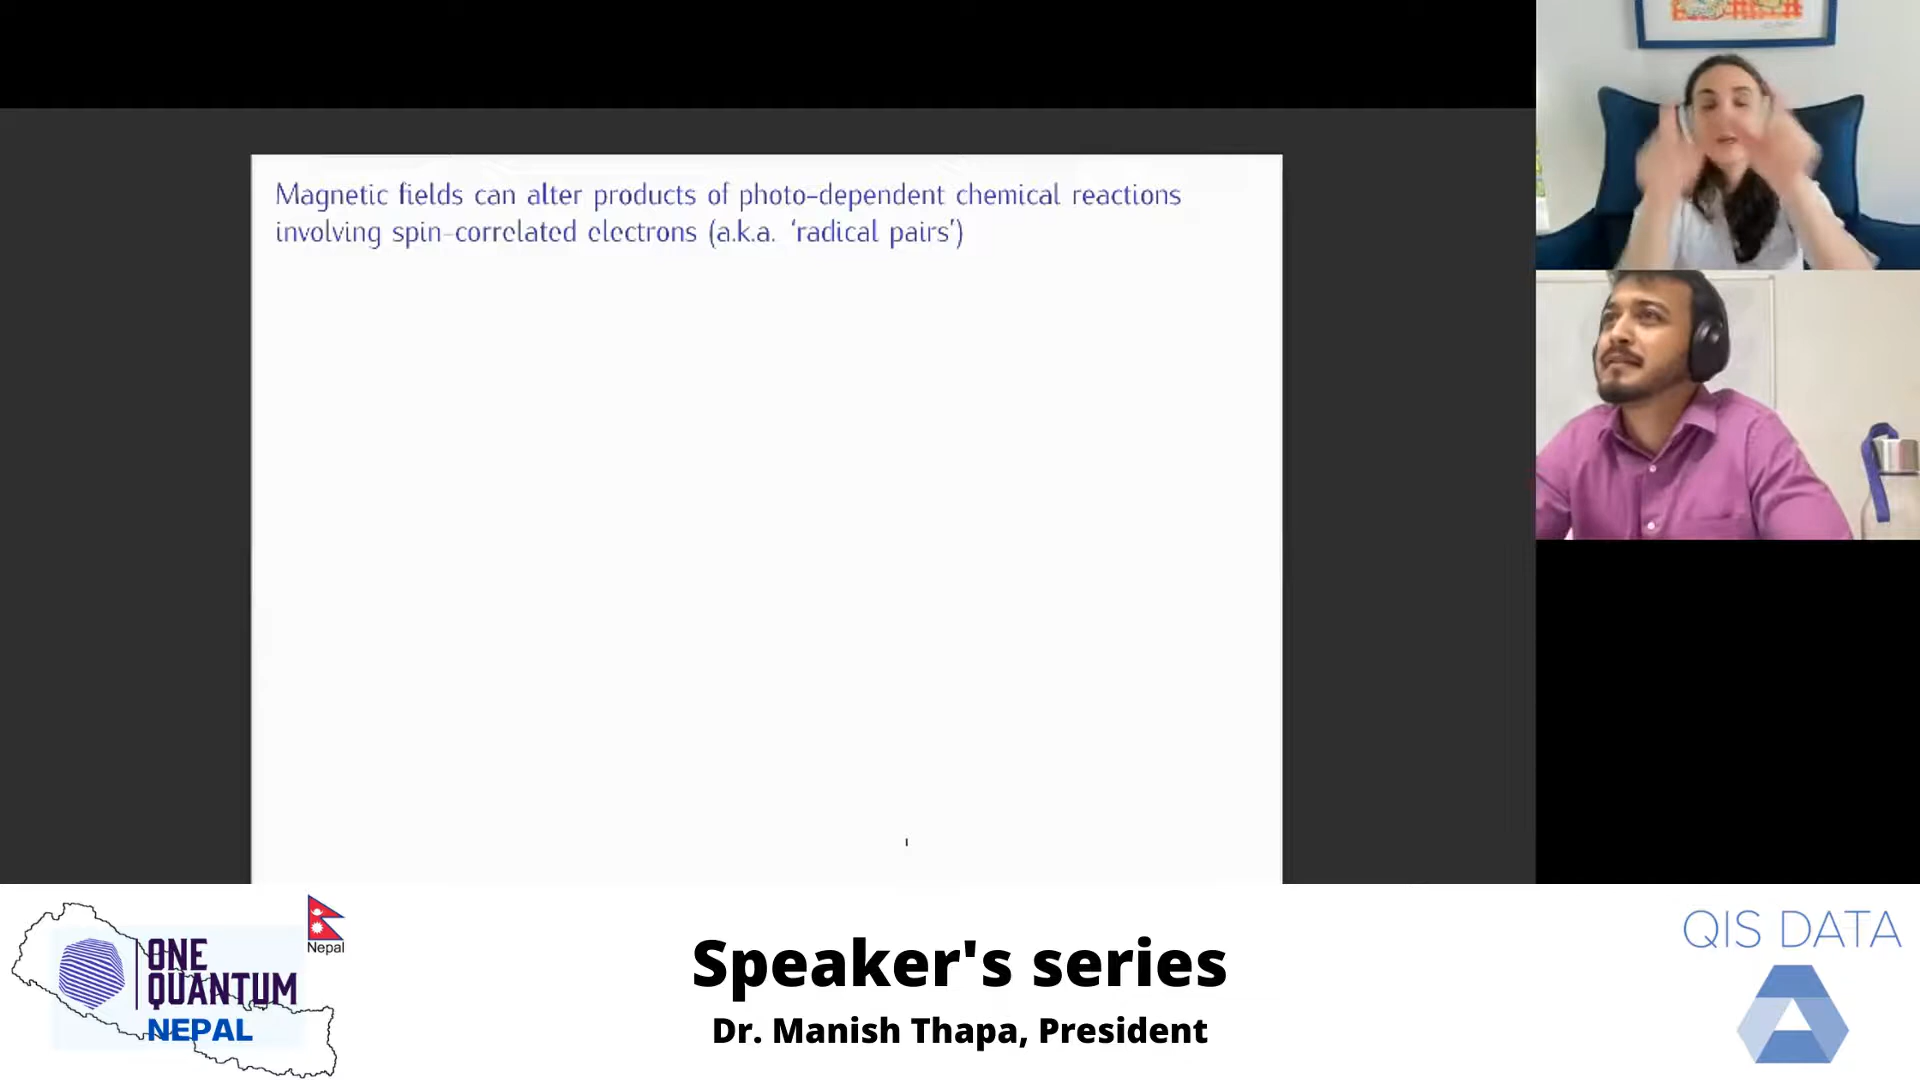 Magnetic fields can alter products of photo-dependent chemical reactions
involving spin-correlated electrons (a.k.a. ‘radical pairs’)
Nepal
ONE
QUANTUM
NEPAL
Speaker's series
Dr. Manish Thapa, President
QIS DATA